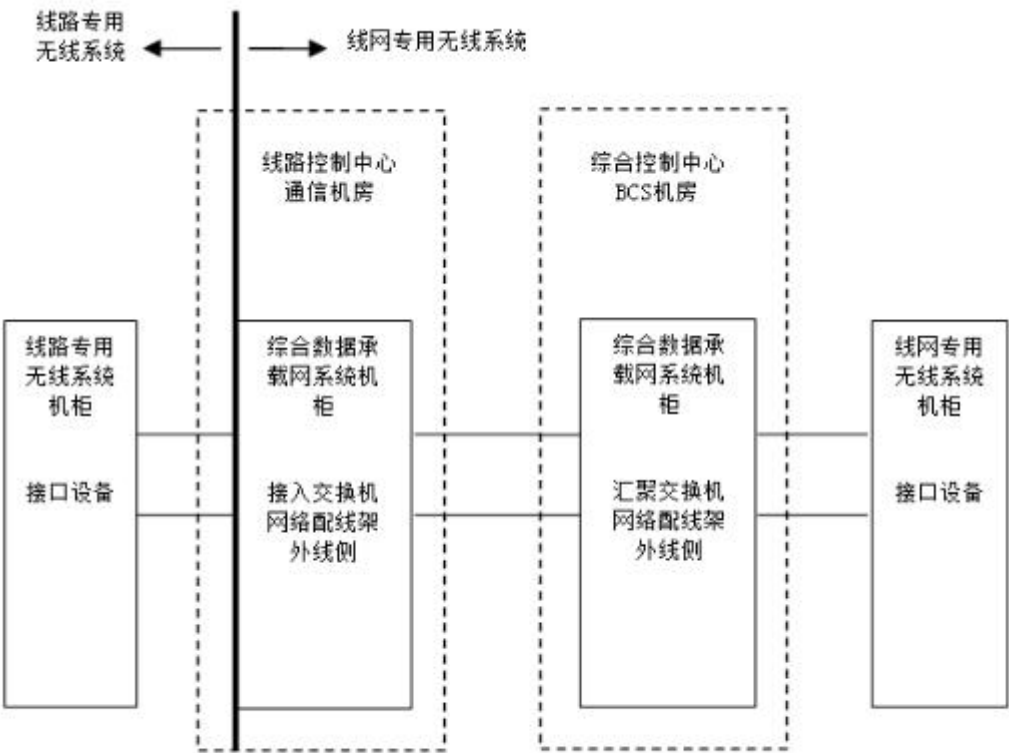 线路专用
无线系统
线网专用无线系统
线路控制中心
通信机房
综合控制中心
BCS机房
线路专用
无线系统
机柜
接口设备
综合数据承
载网系统机
柜
接入交换机
网络配线架
外线侧
综合数据承
载网系统机
柜
汇聚交换机
网络配线架
外线侧
线网专用
无线系统
机柜
接口设备